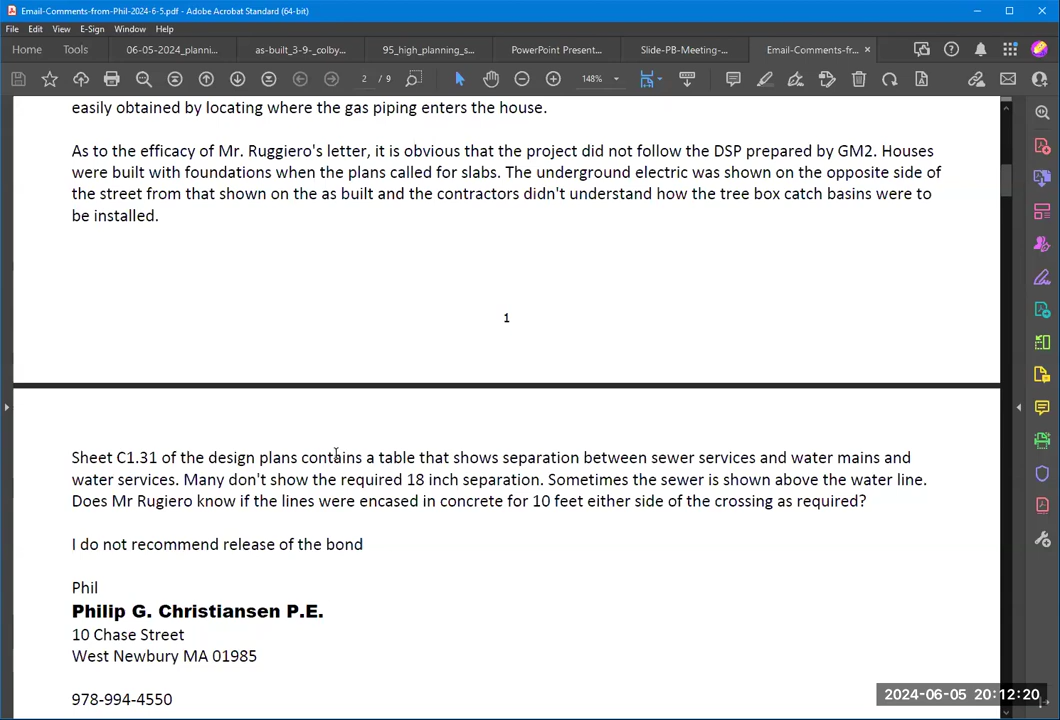 Email-Comments-from-Phil-2024-6-5.pdf - Adobe Acrobat Standard (64-bit)
File Edit View E-Sign Window Help
Home Tools 06-05-2024_planni... as-built_3-9-_colby... 95_high_planning_s... PowerPoint Present... Slide-PB-Meeting-... Email-Comments-fr... ×
2 / 9 148%
easily obtained by locating where the gas piping enters the house.
As to the efficacy of Mr. Ruggiero's letter, it is obvious that the project did not follow the DSP prepared by GM2. Houses
were built with foundations when the plans called for slabs. The underground electric was shown on the opposite side of
the street from that shown on the as built and the contractors didn't understand how the tree box catch basins were to
be installed.
1
Sheet C1.31 of the design plans contains a table that shows separation between sewer services and water mains and
water services. Many don't show the required 18 inch separation. Sometimes the sewer is shown above the water line.
Does Mr Rugiero know if the lines were encased in concrete for 10 feet either side of the crossing as required?
I do not recommend release of the bond
Phil
Philip G. Christiansen P.E.
10 Chase Street
West Newbury MA 01985
978-994-4550
2024-06-05 20:12:20